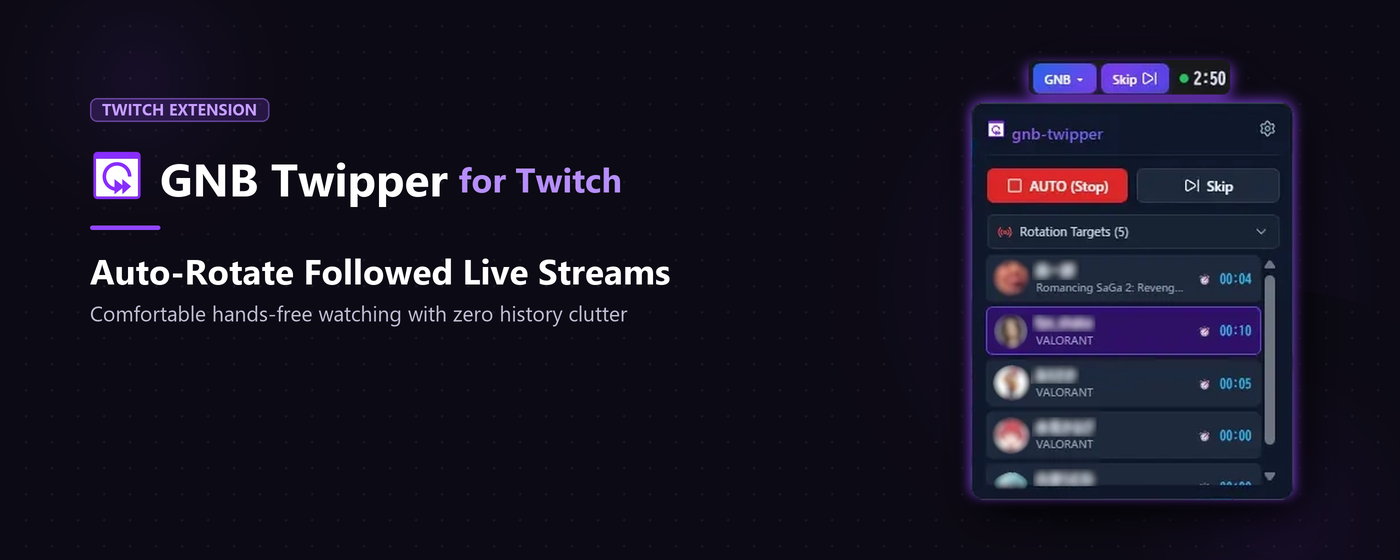 TWITCH EXTENSION
GNB Twipper for Twitch
Auto-Rotate Followed Live Streams
Comfortable hands-free watching with zero history clutter
GNB
Skip
2:50
gnb-twipper
AUTO (Stop)
Skip
Rotation Targets (5)
Romancing SaGa 2: Reveng...
00:04
VALORANT
00:10
VALORANT
00:05
VALORANT
00:00